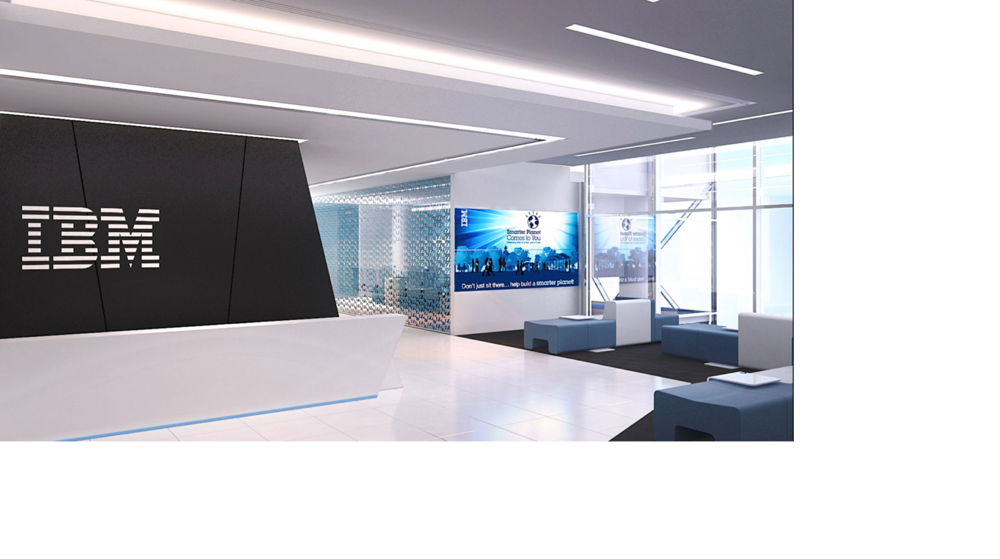 IBM
IBM
Smarter Planet
Comes to You
Don't just sit there... help build a smarter planet!